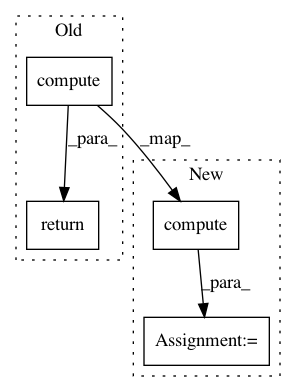 Old
compute
_para_
_map_
return
New
compute
_para_
Assignment:=